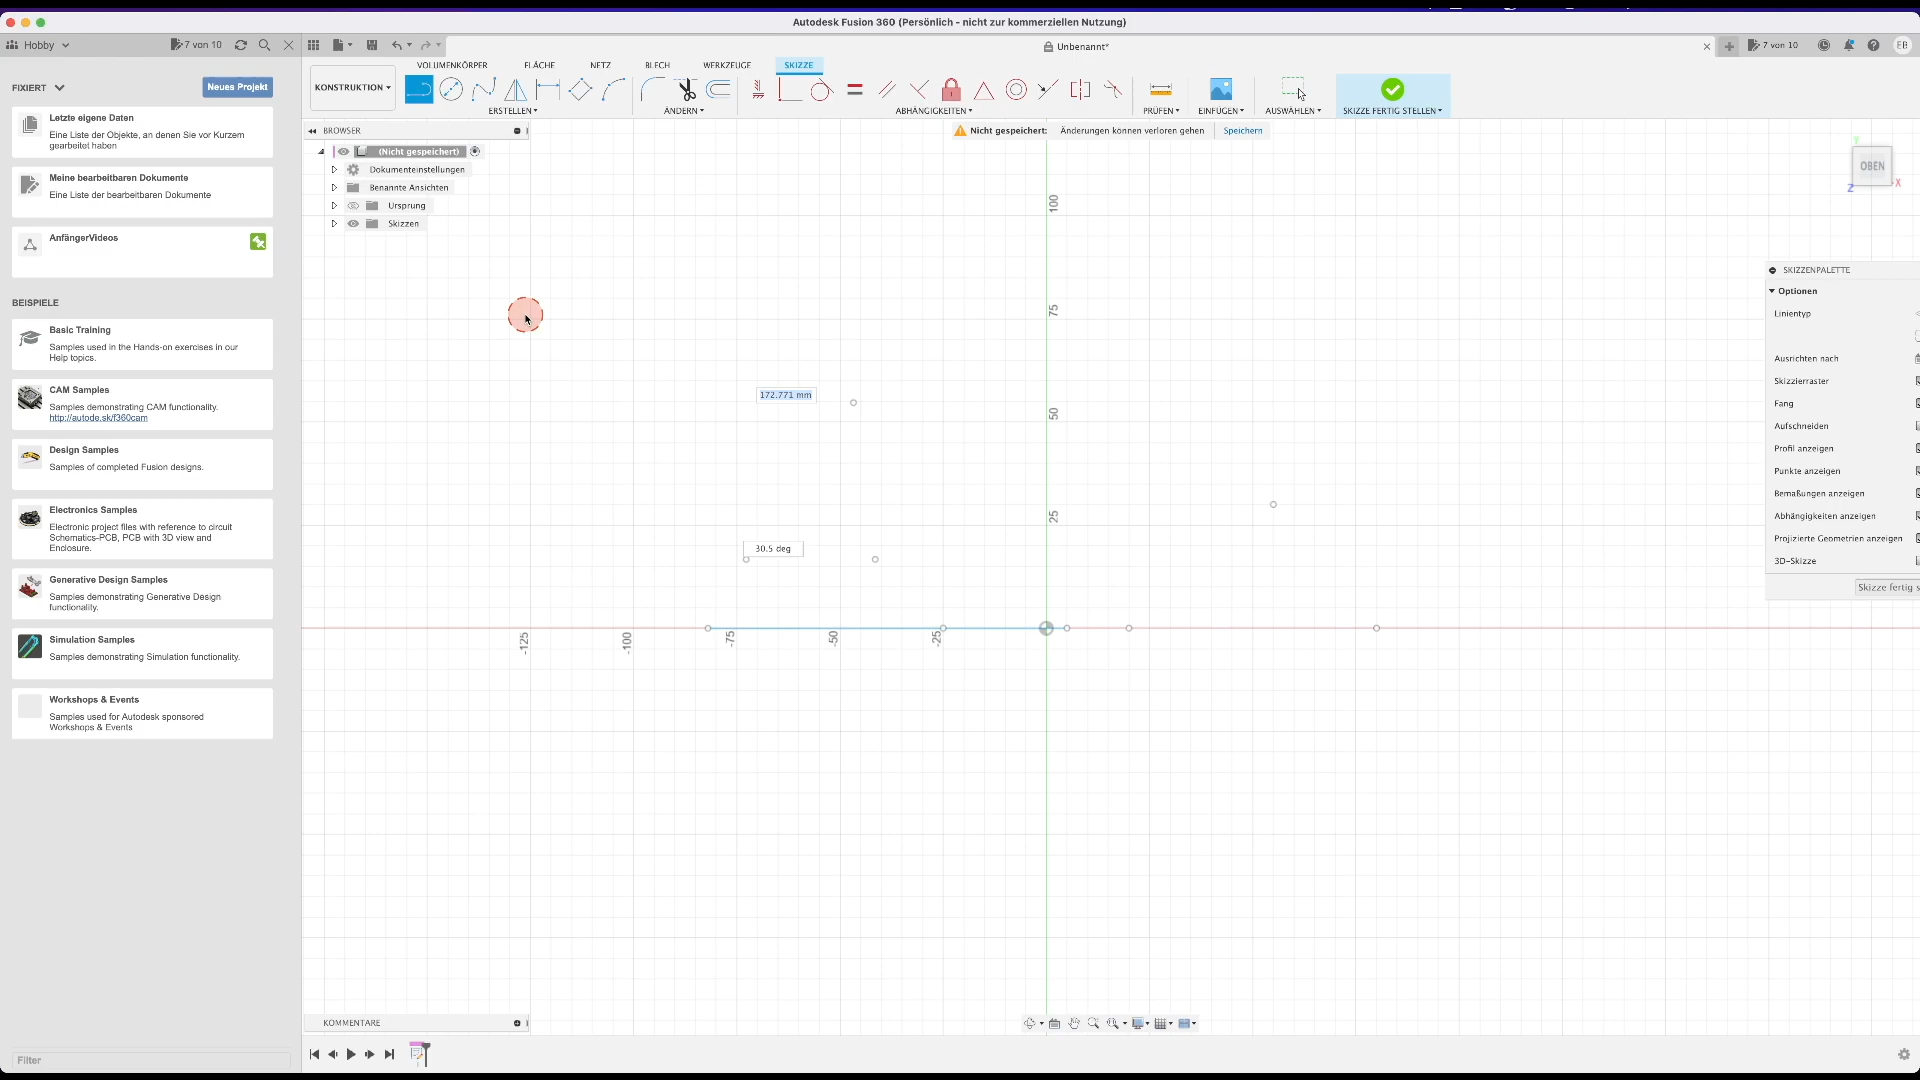 Autodesk Fusion 360 (Persönlich - nicht zur kommerziellen Nutzung)
Hobby
7 von 10
Unbenannt*
7 von 10
EB
FIXIERT
Neues Projekt
Letzte eigene Daten
Eine Liste der Objekte, an denen Sie vor Kurzem
gearbeitet haben
Meine bearbeitbaren Dokumente
Eine Liste der bearbeitbaren Dokumente
AnfängerVideos
BEISPIELE
Basic Training
Samples used in the Hands-on exercises in our
Help topics.
CAM Samples
Samples demonstrating CAM functionality.
http://autode.sk/f360cam
Design Samples
Samples of completed Fusion designs.
Electronics Samples
Electronic project files with reference to circuit
Schematics-PCB, PCB with 3D view and
Enclosure.
Generative Design Samples
Samples demonstrating Generative Design
functionality.
Simulation Samples
Samples demonstrating Simulation functionality.
Workshops & Events
Samples used for Autodesk sponsored
Workshops & Events
Filter
KONSTRUKTION
VOLUMENKÖRPER
FLÄCHE
NETZ
BLECH
WERKZEUGE
SKIZZE
ERSTELLEN
ÄNDERN
ABHÄNGIGKEITEN
PRÜFEN
EINFÜGEN
AUSWÄHLEN
SKIZZE FERTIG STELLEN
BROWSER
Nicht gespeichert:
Änderungen können verloren gehen
Speichern
(Nicht gespeichert)
Dokumenteinstellungen
Benannte Ansichten
Ursprung
Skizzen
Y
OBEN
Z
X
100
75
50
25
172.771 mm
30.5 deg
-125
-100
-75
-50
-25
SKIZZENPALETTE
Optionen
Linientyp
Ausrichten nach
Skizzierraster
Fang
Aufschneiden
Profil anzeigen
Punkte anzeigen
Bemaßungen anzeigen
Abhängigkeiten anzeigen
Projizierte Geometrien anzeigen
3D-Skizze
Skizze fertig s
KOMMENTARE